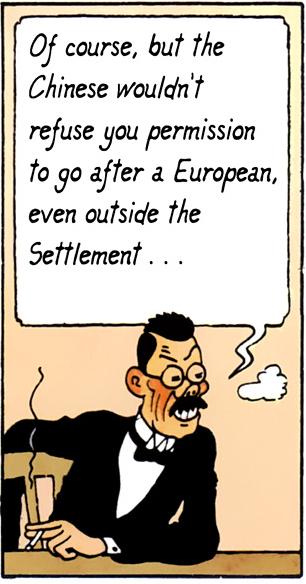 Of course, but the
Chinese wouldn't
refuse you permission
to go after a European,
even outside the
Settlement . . .